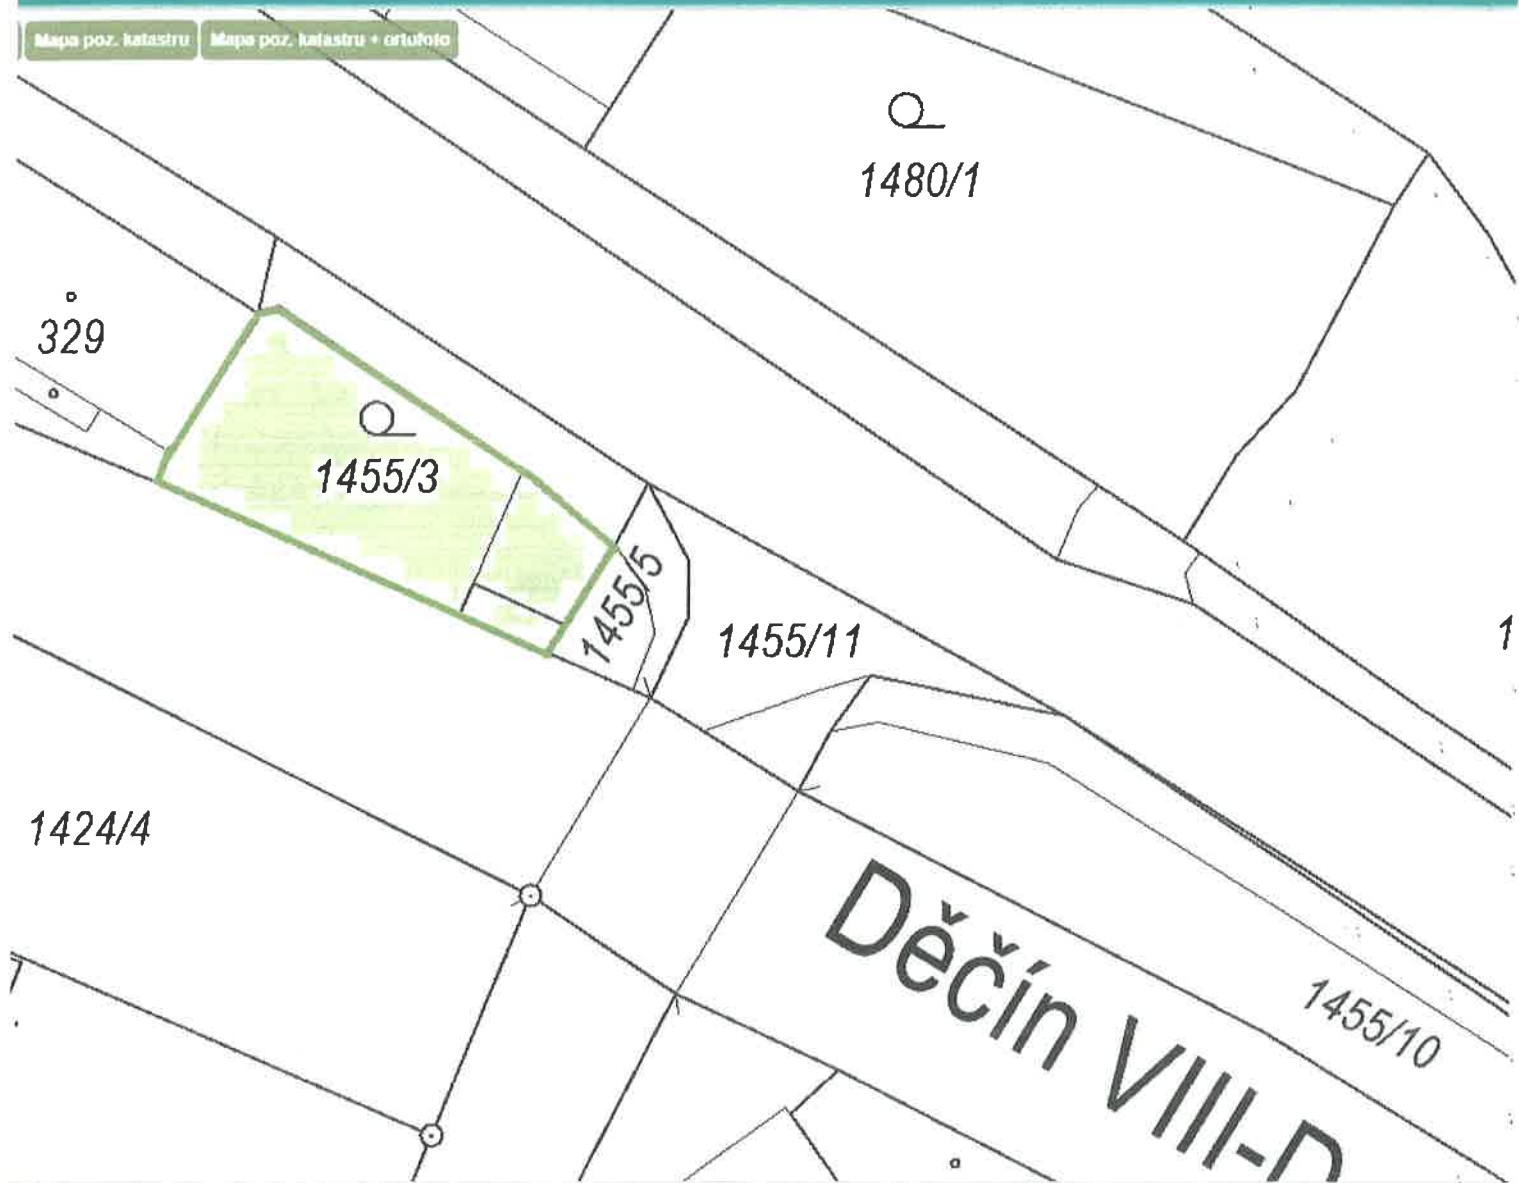 Mapa poz. katastru
Mapa poz. katastru + ortofoto
1480/1
329
1455/3
1455/5
1455/11
1
1424/4
Děčín VIII-D
1455/10